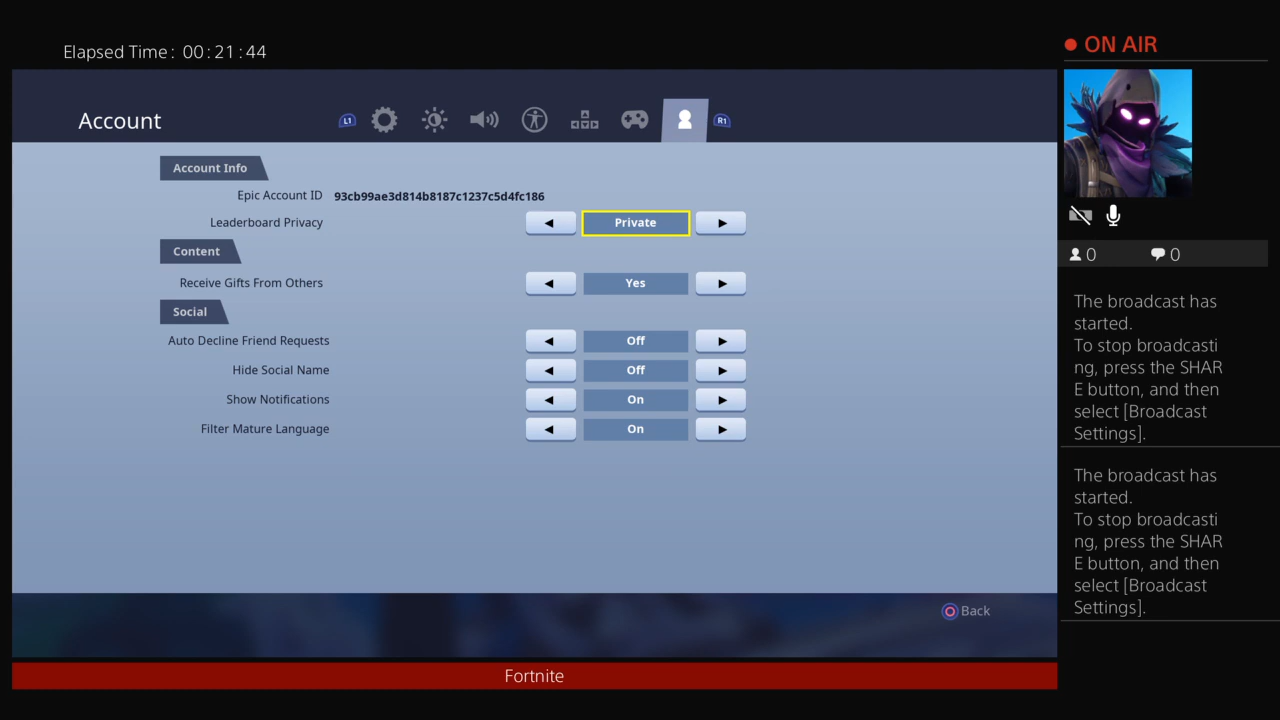 Elapsed Time: 00:21:44
ON AIR
Account
L1
R1
Account Info
Epic Account ID 93cb99ae3d814b8187c1237c5d4fc186
Leaderboard Privacy Private
Content
Receive Gifts From Others Yes
Social
Auto Decline Friend Requests Off
Hide Social Name Off
Show Notifications On
Filter Mature Language On
Back
Fortnite
0 0
The broadcast has
started.
To stop broadcasti
ng, press the SHAR
E button, and then
select [Broadcast
Settings].
The broadcast has
started.
To stop broadcasti
ng, press the SHAR
E button, and then
select [Broadcast
Settings].